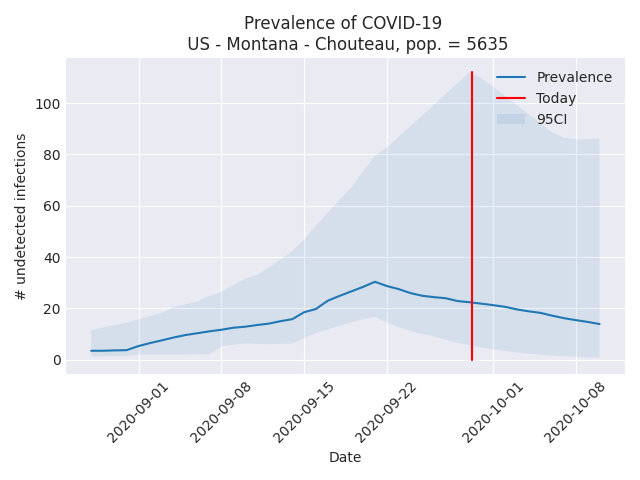 Prevalence of COVID-19
US - Montana - Chouteau, pop. = 5635
Prevalence
Today
95CI
# undetected infections
100
80
60
40
20
0
2020-09-01
2020-09-08
2020-09-15
2020-09-22
2020-10-01
2020-10-08
Date